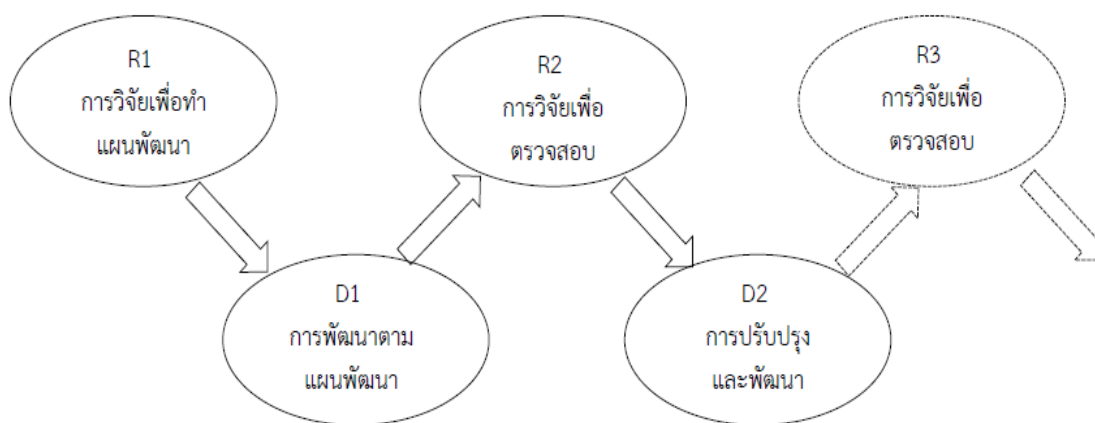 R1
การวิจัยเพื่อทำ
แผนพัฒนา
R2
การวิจัยเพื่อ
ตรวจสอบ
R3
การวิจัยเพื่อ
ตรวจสอบ
D1
การพัฒนาตาม
แผนพัฒนา
D2
การปรับปรุง
และพัฒนา